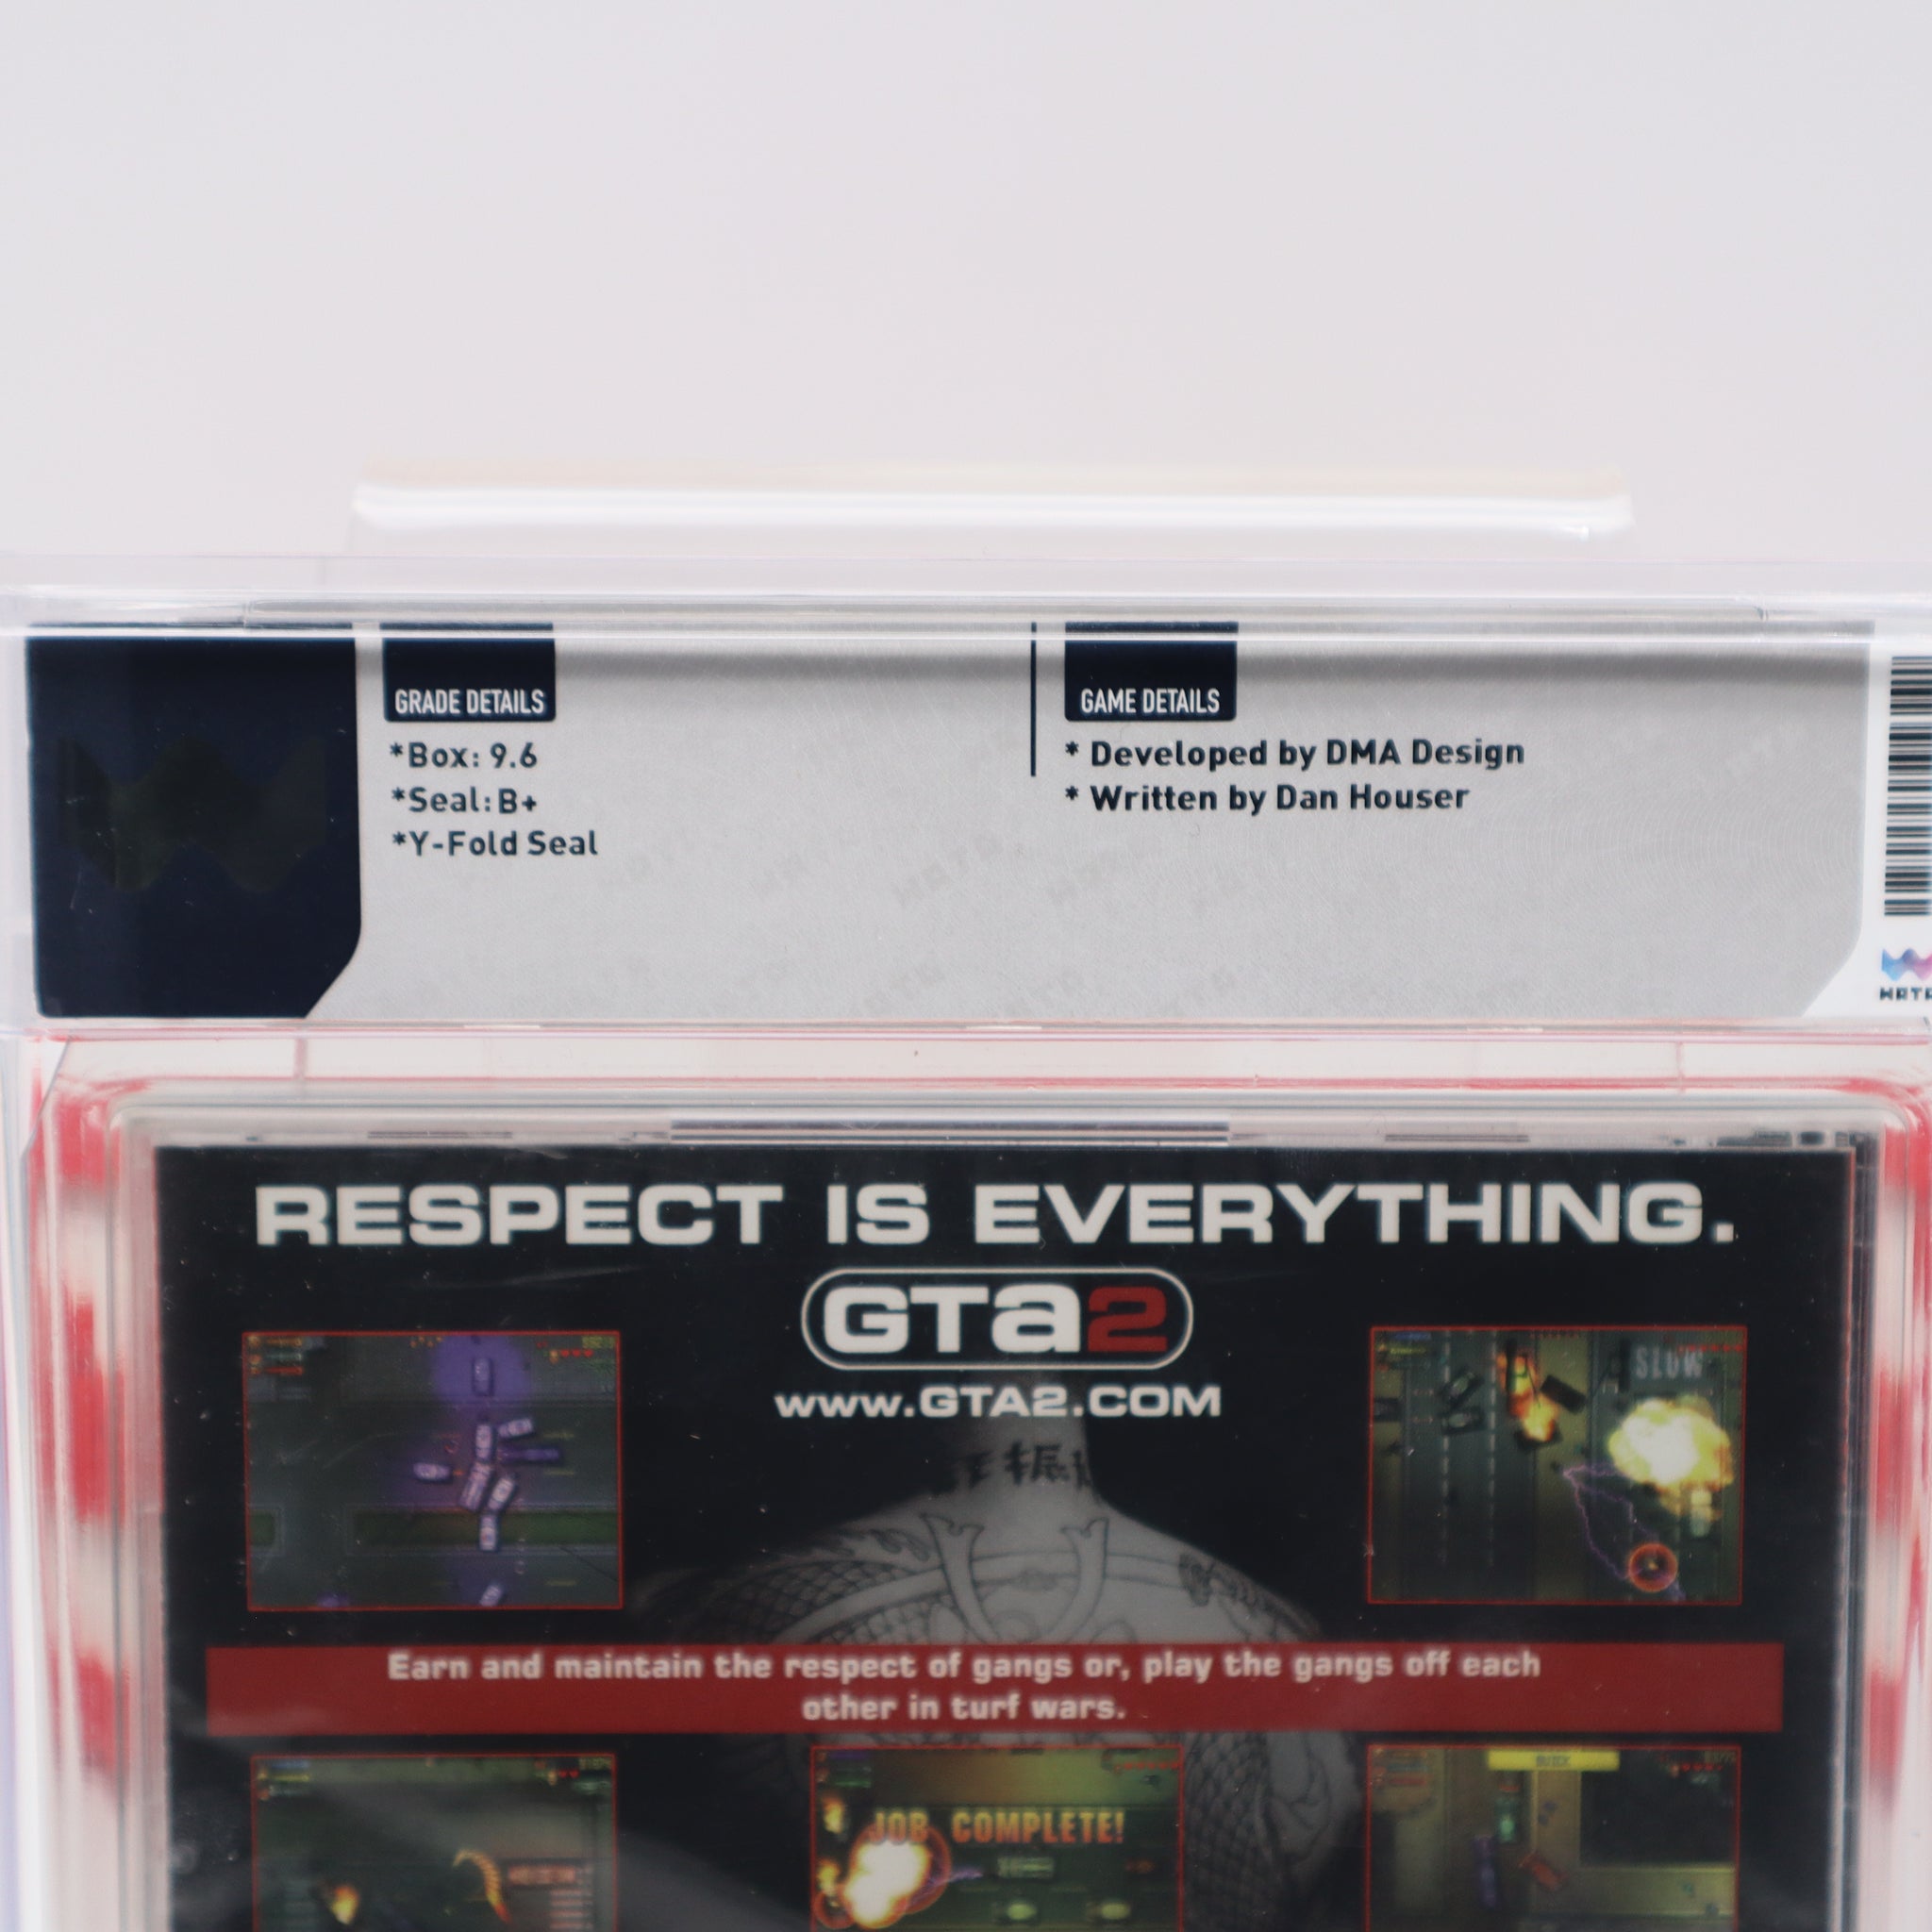 GRADE DETAILS
*Box: 9.6
*Seal: B+
*Y-Fold Seal
GAME DETAILS
* Developed by DMA Design
* Written by Dan Houser
WATA
RESPECT IS EVERYTHING.
GTa2
www.GTA2.COM
振
SLOW
Earn and maintain the respect of gangs or, play the gangs off each
other in turf wars.
JOB COMPLETE!